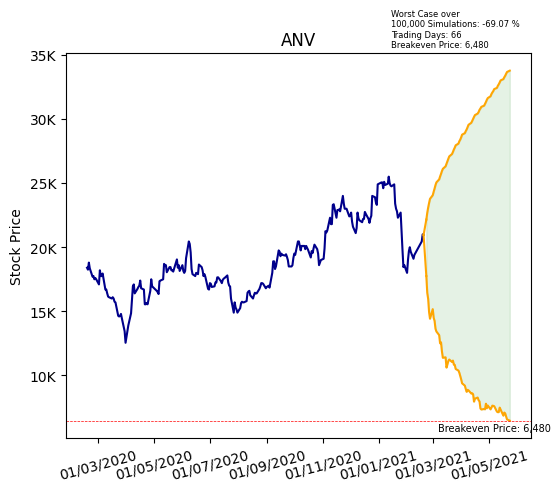 Worst Case over
100,000 Simulations: -69.07 %
Trading Days: 66
Breakeven Price: 6,480
ANV
Stock Price
35K
30K
25K
20K
15K
10K
Breakeven Price: 6,480
01/03/2020
01/05/2020
01/07/2020
01/09/2020
01/11/2020
01/01/2021
01/03/2021
01/05/2021